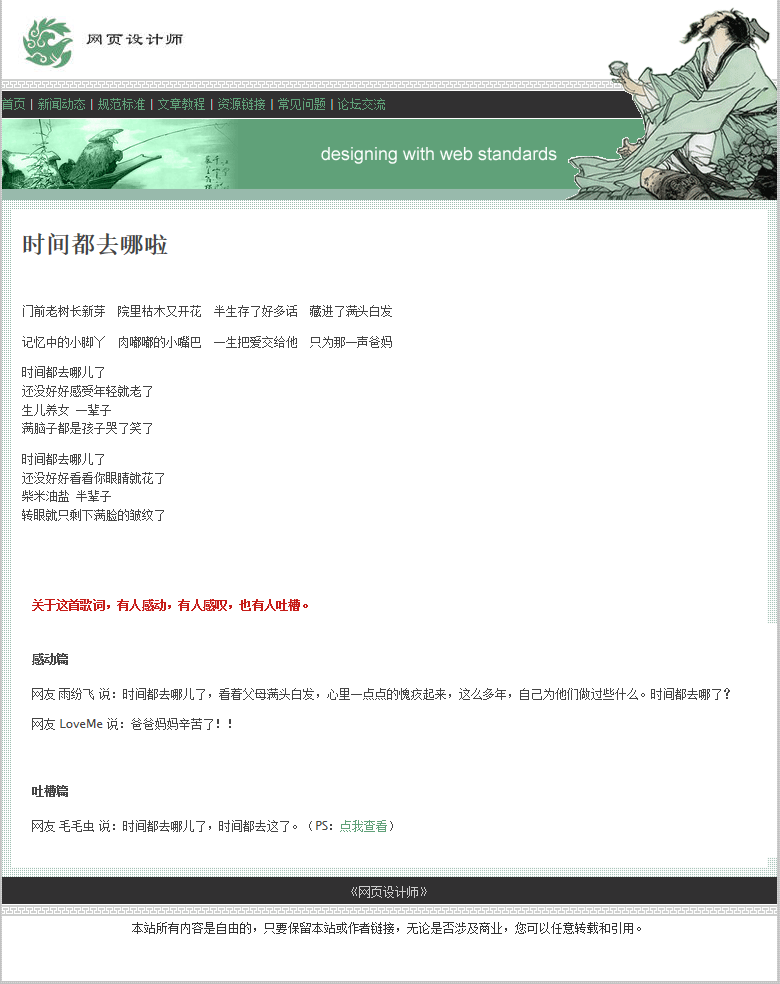 网页设计师
首页 | 新闻动态 | 规范标准 | 文章教程 | 资源链接 | 常见问题 | 论坛交流
designing with web standards
时间都去哪啦
门前老树长新芽 院里枯木又开花 半生存了好多话 藏进了满头白发
记忆中的小脚丫 肉嘟嘟的小嘴巴 一生把爱交给他 只为那一声爸妈
时间都去哪儿了
还没好好感受年轻就老了
生儿养女 一辈子
满脑子都是孩子哭了笑了
时间都去哪儿了
还没好好看看你眼睛就花了
柴米油盐 半辈子
转眼就只剩下满脸的皱纹了
关于这首歌词，有人感动，有人感叹，也有人吐槽。
感动篇
网友 雨纷飞 说：时间都去哪儿了，看着父母满头白发，心里一点点的愧疚起来，这么多年，自己为他们做过些什么。时间都去哪了？
网友 LoveMe 说：爸爸妈妈辛苦了！！
吐槽篇
网友 毛毛虫 说：时间都去哪儿了，时间都去这了。（PS：点我查看）
《网页设计师》
本站所有内容是自由的，只要保留本站或作者链接，无论是否涉及商业，您可以任意转载和引用。